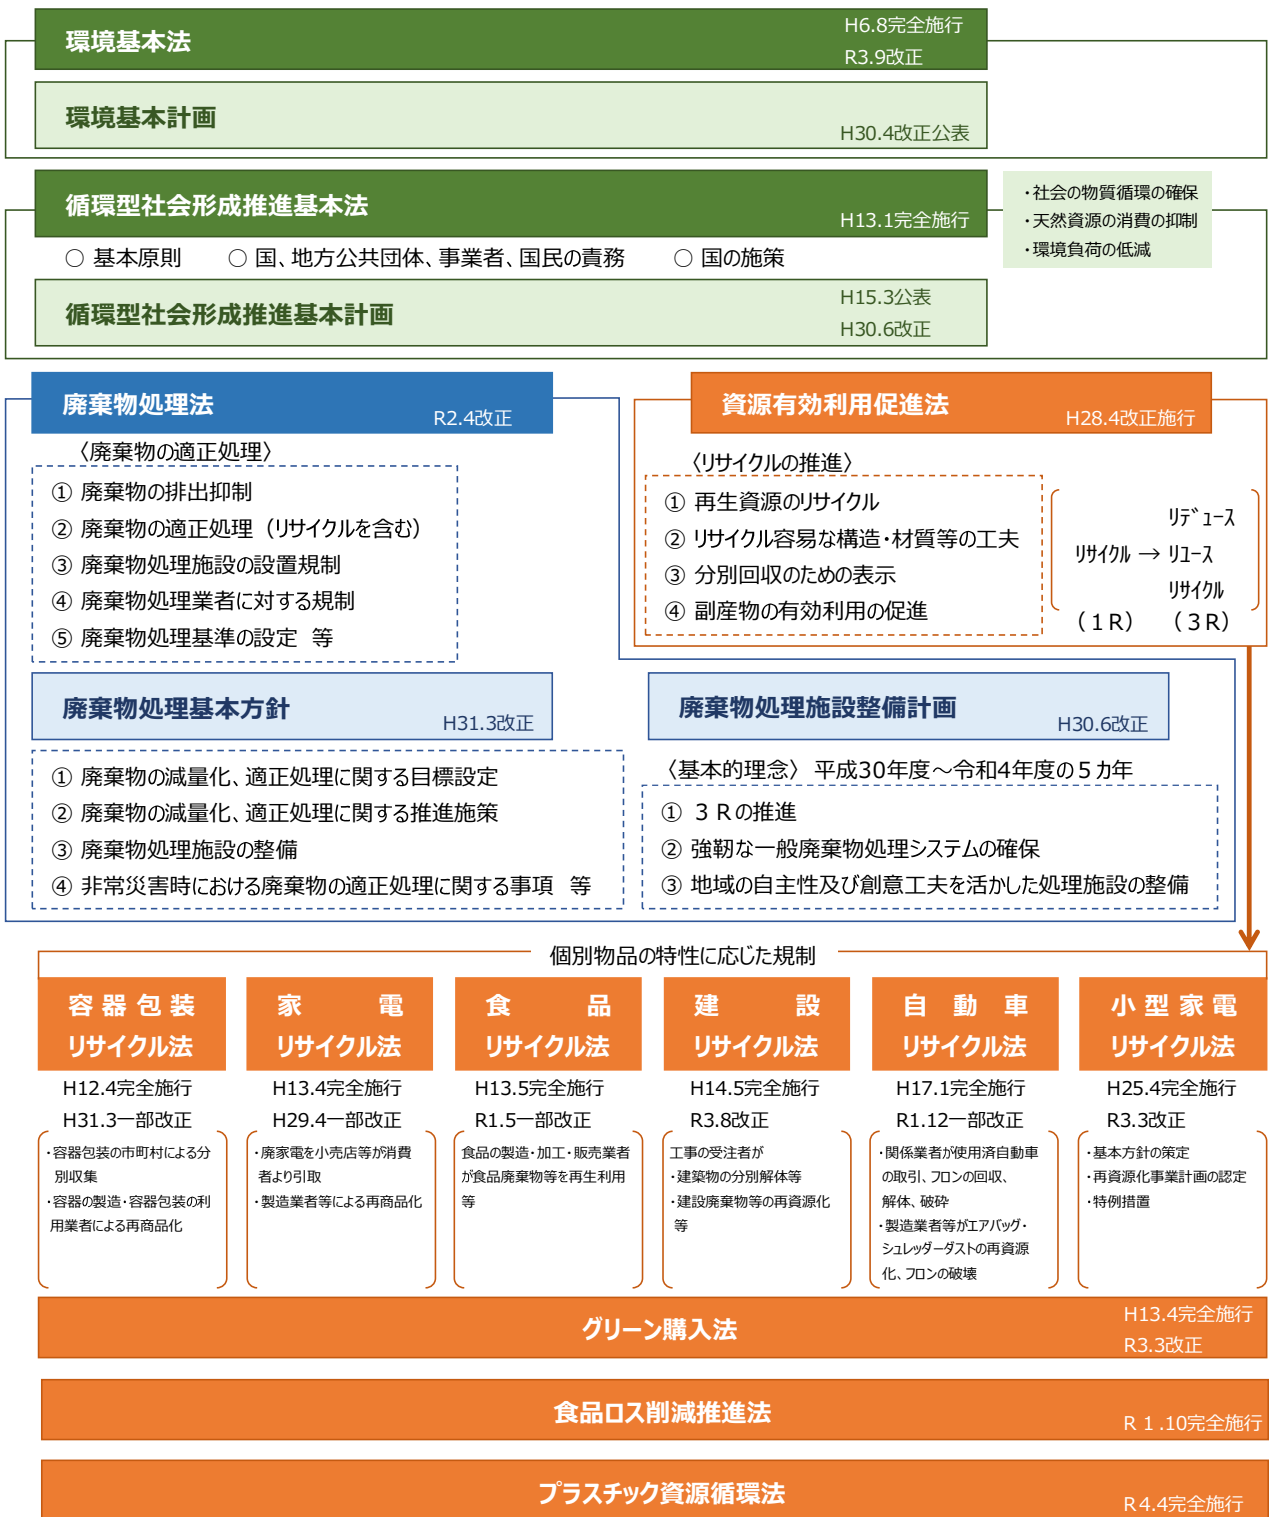 環境基本法
H6.8完全施行
R3.9改正
環境基本計画
H30.4改正公表
循環型社会形成推進基本法
H13.1完全施行
・社会の物質循環の確保
・天然資源の消費の抑制
・環境負荷の低減
○ 基本原則 ○ 国、地方公共団体、事業者、国民の責務 ○ 国の施策
循環型社会形成推進基本計画
H15.3公表
H30.6改正
廃棄物処理法
R2.4改正
〈廃棄物の適正処理〉
① 廃棄物の排出抑制
② 廃棄物の適正処理（リサイクルを含む）
③ 廃棄物処理施設の設置規制
④ 廃棄物処理業者に対する規制
⑤ 廃棄物処理基準の設定 等
資源有効利用促進法
H28.4改正施行
〈リサイクルの推進〉
① 再生資源のリサイクル
② リサイクル容易な構造・材質等の工夫
③ 分別回収のための表示
④ 副産物の有効利用の促進
リデュース
リサイクル → リユース
リサイクル
（１R） （３R）
廃棄物処理基本方針
H31.3改正
① 廃棄物の減量化、適正処理に関する目標設定
② 廃棄物の減量化、適正処理に関する推進施策
③ 廃棄物処理施設の整備
④ 非常災害時における廃棄物の適正処理に関する事項 等
廃棄物処理施設整備計画
H30.6改正
〈基本的理念〉 平成30年度～令和4年度の５カ年
① ３Rの推進
② 強靭な一般廃棄物処理システムの確保
③ 地域の自主性及び創意工夫を活かした処理施設の整備
個別物品の特性に応じた規制
容器包装
リサイクル法
H12.4完全施行
H31.3一部改正
・容器包装の市町村による分
別収集
・容器の製造・容器包装の利
用業者による再商品化
家電
リサイクル法
H13.4完全施行
H29.4一部改正
・廃家電を小売店等が消費
者より引取
・製造業者等による再商品化
食品
リサイクル法
H13.5完全施行
R1.5一部改正
食品の製造・加工・販売業者
が食品廃棄物等を再生利用
等
建設
リサイクル法
H14.5完全施行
R3.8改正
工事の受注者が
・建築物の分別解体等
・建設廃棄物等の再資源化
等
自動車
リサイクル法
H17.1完全施行
R1.12一部改正
・関係業者が使用済自動車
の取引、フロンの回収、
解体、破砕
・製造業者等がエアバッグ・
シュレッダーダストの再資源
化、フロンの破壊
小型家電
リサイクル法
H25.4完全施行
R3.3改正
・基本方針の策定
・再資源化事業計画の認定
・特例措置
グリーン購入法
H13.4完全施行
R3.3改正
食品ロス削減推進法
R１.10完全施行
プラスチック資源循環法
R4.4完全施行